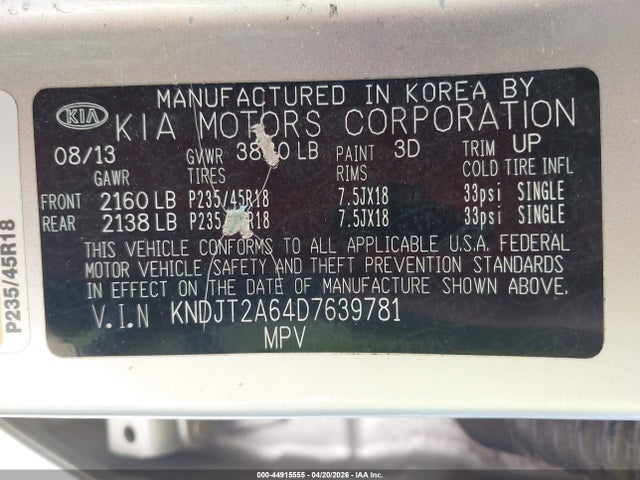 MANUFACTURED IN KOREA BY
KIA KIA MOTORS CORPORATION
08/13 GVWR LB PAINT 3D TRIM UP
GAWR TIRES RIMS COLD TIRE INFL
FRONT 2160 LB P235/45R18 7.5JX18 33psi SINGLE
REAR 2138 LB 7.5JX18 33psi SINGLE
THIS VEHICLE CONFORMS TO ALL APPLICABLE U.S.A. FEDERAL
MOTOR VEHICLE SAFETY AND THEFT PREVENTION STANDARDS
IN EFFECT ON THE DATE OF MANUFACTURE SHOWN ABOVE.
V.I.N KNDJT2A64D7639781
MPV
P235/45R18
000-44915555 - 04/20/2026 - COPYRIGHT IAA, LLC.